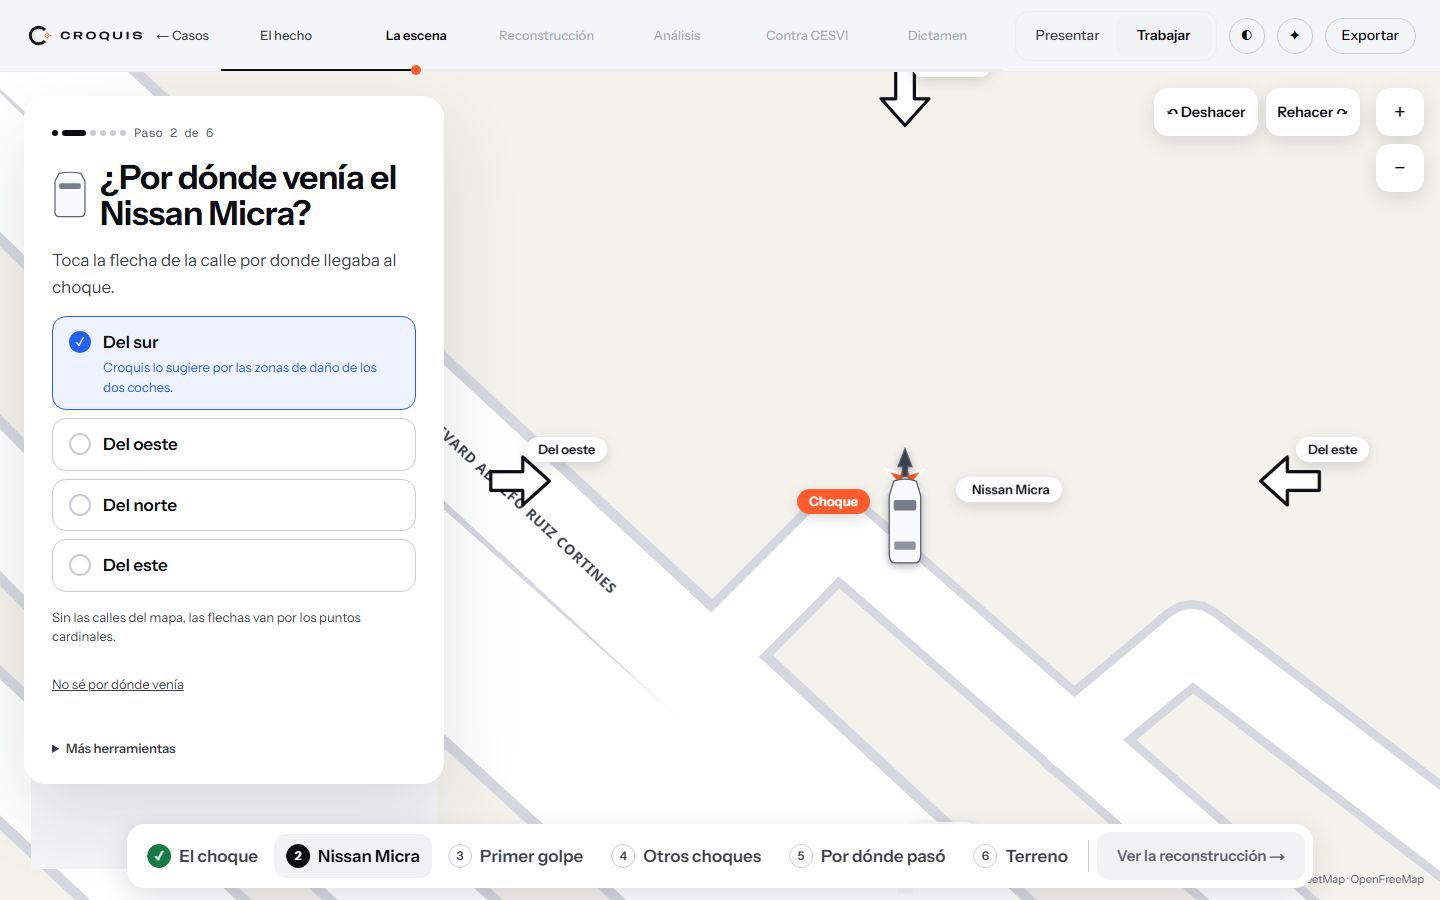 CROQUIS
← Casos
El hecho
La escena
Reconstrucción
Análisis
Contra CESVI
Dictamen
Presentar
Trabajar
Exportar
Paso 2 de 6
¿Por dónde venía el
Nissan Micra?
Toca la flecha de la calle por donde llegaba al
choque.
Del sur
Croquis lo sugiere por las zonas de daño de los
dos coches.
Del oeste
Del norte
Del este
Sin las calles del mapa, las flechas van por los puntos
cardinales.
No sé por dónde venía
Más herramientas
Deshacer
Rehacer
+
−
Del oeste
Del este
Nissan Micra
Choque
RUIZ CORTINES
El choque
2 Nissan Micra
3 Primer golpe
4 Otros choques
5 Por dónde pasó
6 Terreno
Ver la reconstrucción →
OpenFreeMap